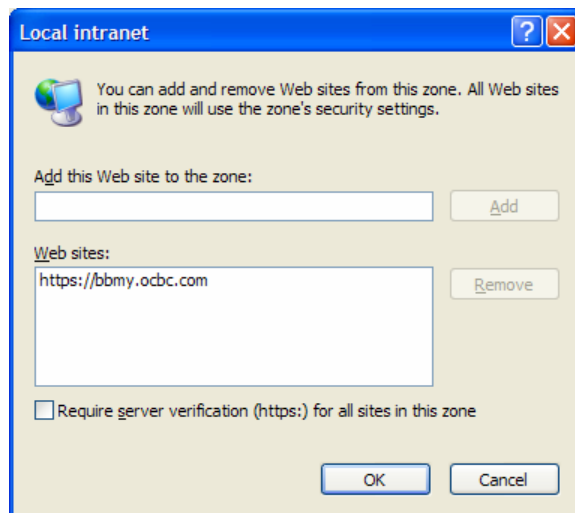 Local intranet
You can add and remove Web sites from this zone. All Web sites
in this zone will use the zone's security settings.
Add this Web site to the zone:
Add
Web sites:
https://bbmy.ocbc.com
Remove
Require server verification (https:) for all sites in this zone
OK
Cancel